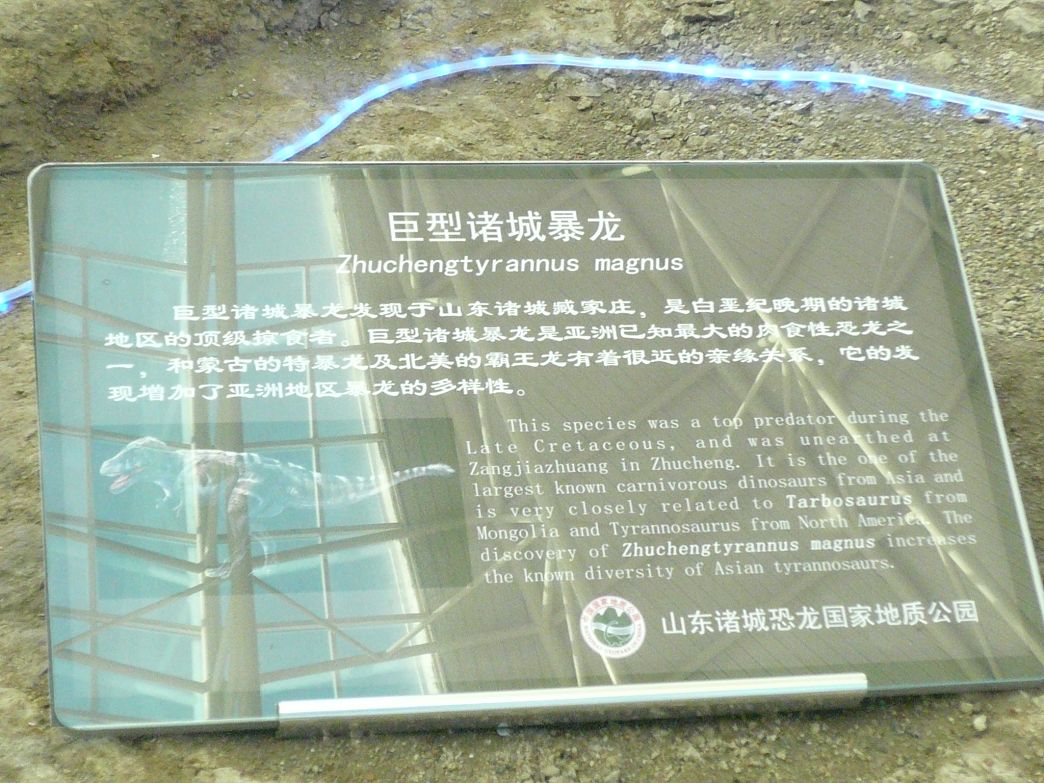 巨型诸城暴龙
Zhuchengtyrannus magnus
巨型诸城暴龙发现于山东诸城臧家庄，是白垩纪晚期的诸城
地区的顶级掠食者。巨型诸城暴龙是亚洲已知最大的肉食性恐龙之
一，和蒙古的特暴龙及北美的霸王龙有着很近的亲缘关系，它的发
现增加了亚洲地区暴龙的多样性。
This species was a top predator during the
Late Cretaceous, and was unearthed at
Zangjiazhuang in Zhucheng. It is the one of the
largest known carnivorous dinosaurs from Asia and
is very closely related to Tarbosaurus from
Mongolia and Tyrannosaurus from North America. The
discovery of Zhuchengtyrannus magnus increases
the known diversity of Asian tyrannosaurs.
山东诸城恐龙国家地质公园